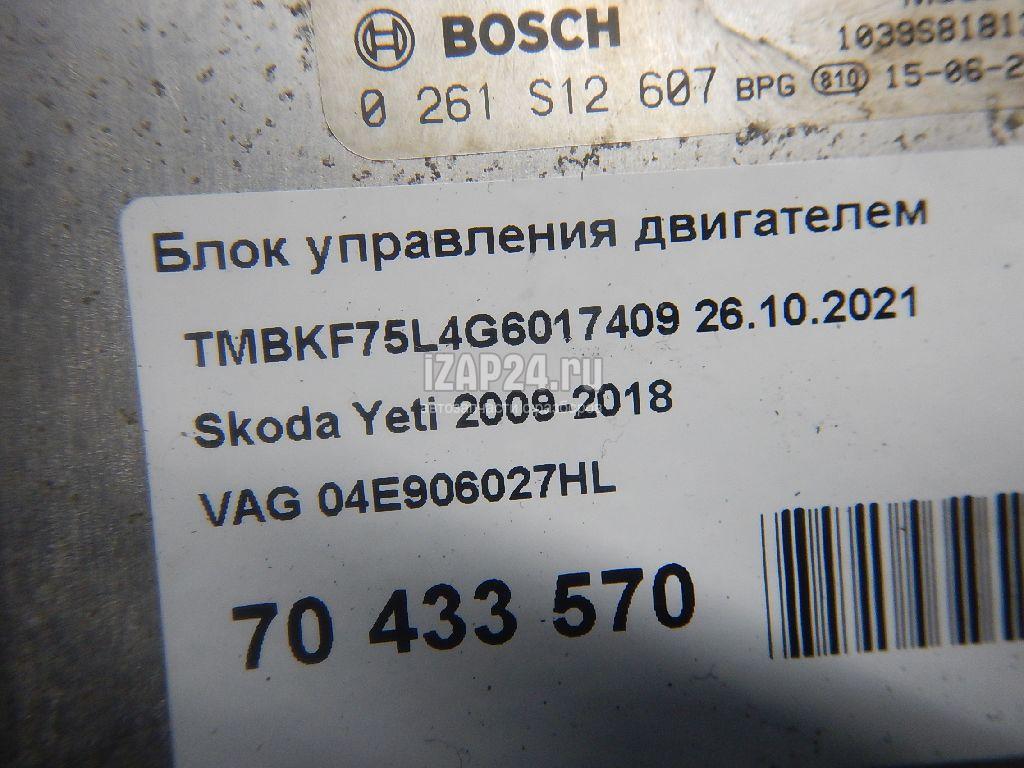 BOSCH
0 261 S12 607 BPG 810 15-06-2
Блок управления двигателем
TMBKF75L4G6017409 26.10.2021
iZAP24.ru
Skoda Yeti 2009-2018
VAG 04E906027HL
70 433 570